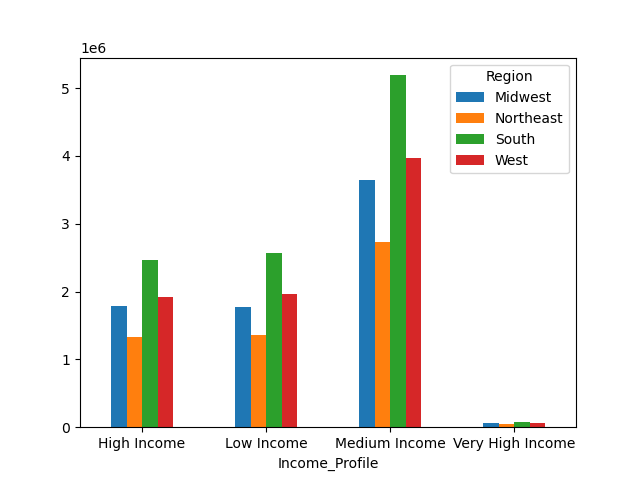 1e6
5
4
3
2
1
0
Region
Midwest
Northeast
South
West
High Income Low Income Medium Income Very High Income
Income_Profile